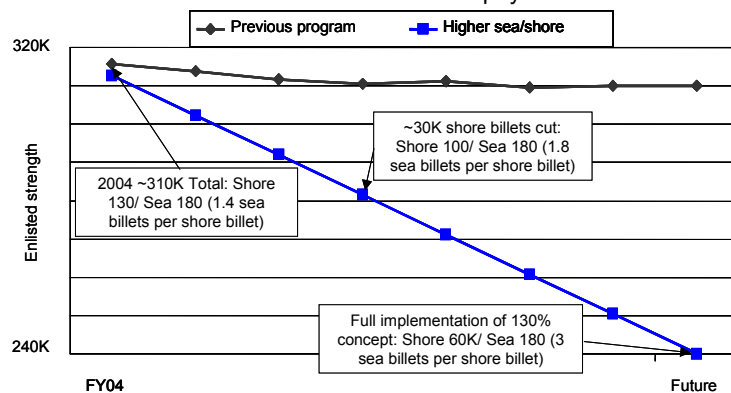 Previous program Higher sea/shore
320K
~30K shore billets cut:
Shore 100/ Sea 180 (1.8
sea billets per shore billet)
2004 ~310K Total: Shore
130/ Sea 180 (1.4 sea
billets per shore billet)
Enlisted strength
Full implementation of 130%
concept: Shore 60K/ Sea 180 (3
sea billets per shore billet)
240K
FY04 Future